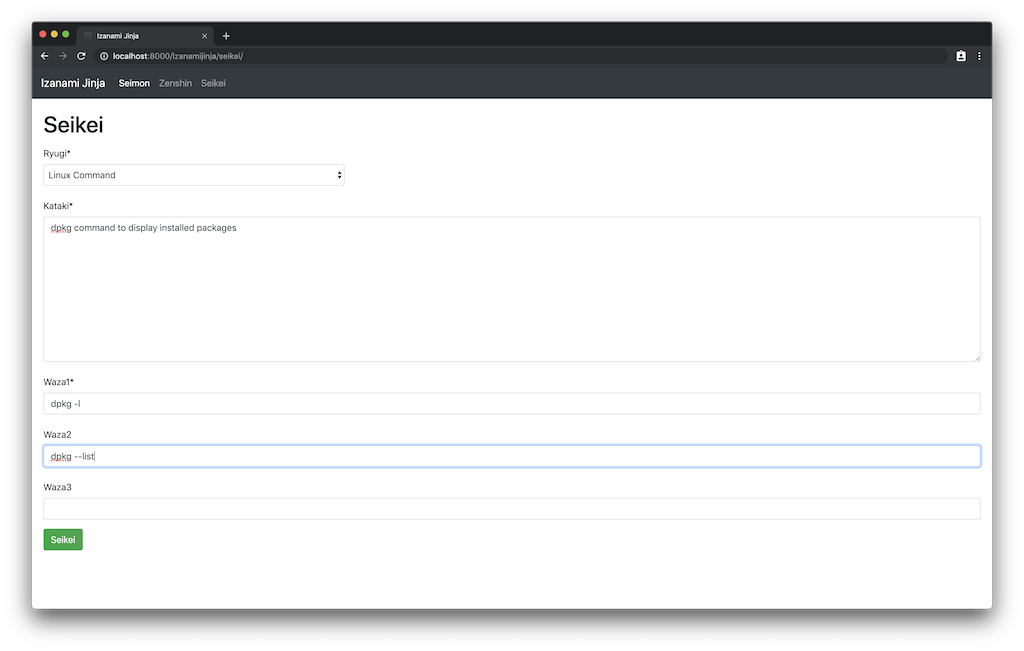 Izanami Jinja
localhost:8000/izanamijinja/seikei/
Izanami Jinja Seimon Zenshin Seikei
Seikei
Ryugi*
Linux Command
Kataki*
dpkg command to display installed packages
Waza1*
dpkg -l
Waza2
dpkg --list
Waza3
Seikei